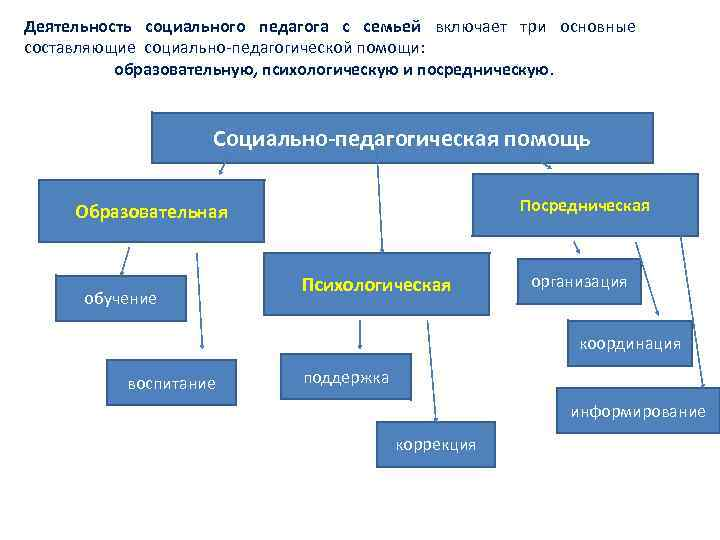 Деятельность социального педагога с семьей включает три основные
составляющие социально-педагогической помощи:
образовательную, психологическую и посредническую.
Социально-педагогическая помощь
Образовательная
Посредническая
Психологическая
организация
обучение
координация
воспитание
поддержка
информирование
коррекция